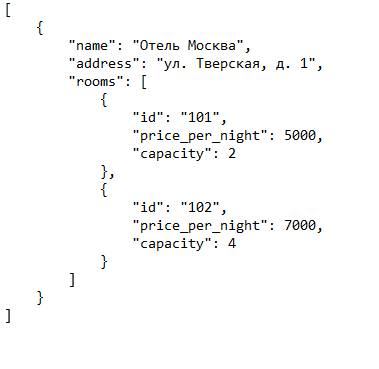 [
    {
        "name": "Отель Москва",
        "address": "ул. Тверская, д. 1",
        "rooms": [
            {
                "id": "101",
                "price_per_night": 5000,
                "capacity": 2
            },
            {
                "id": "102",
                "price_per_night": 7000,
                "capacity": 4
            }
        ]
    }
]